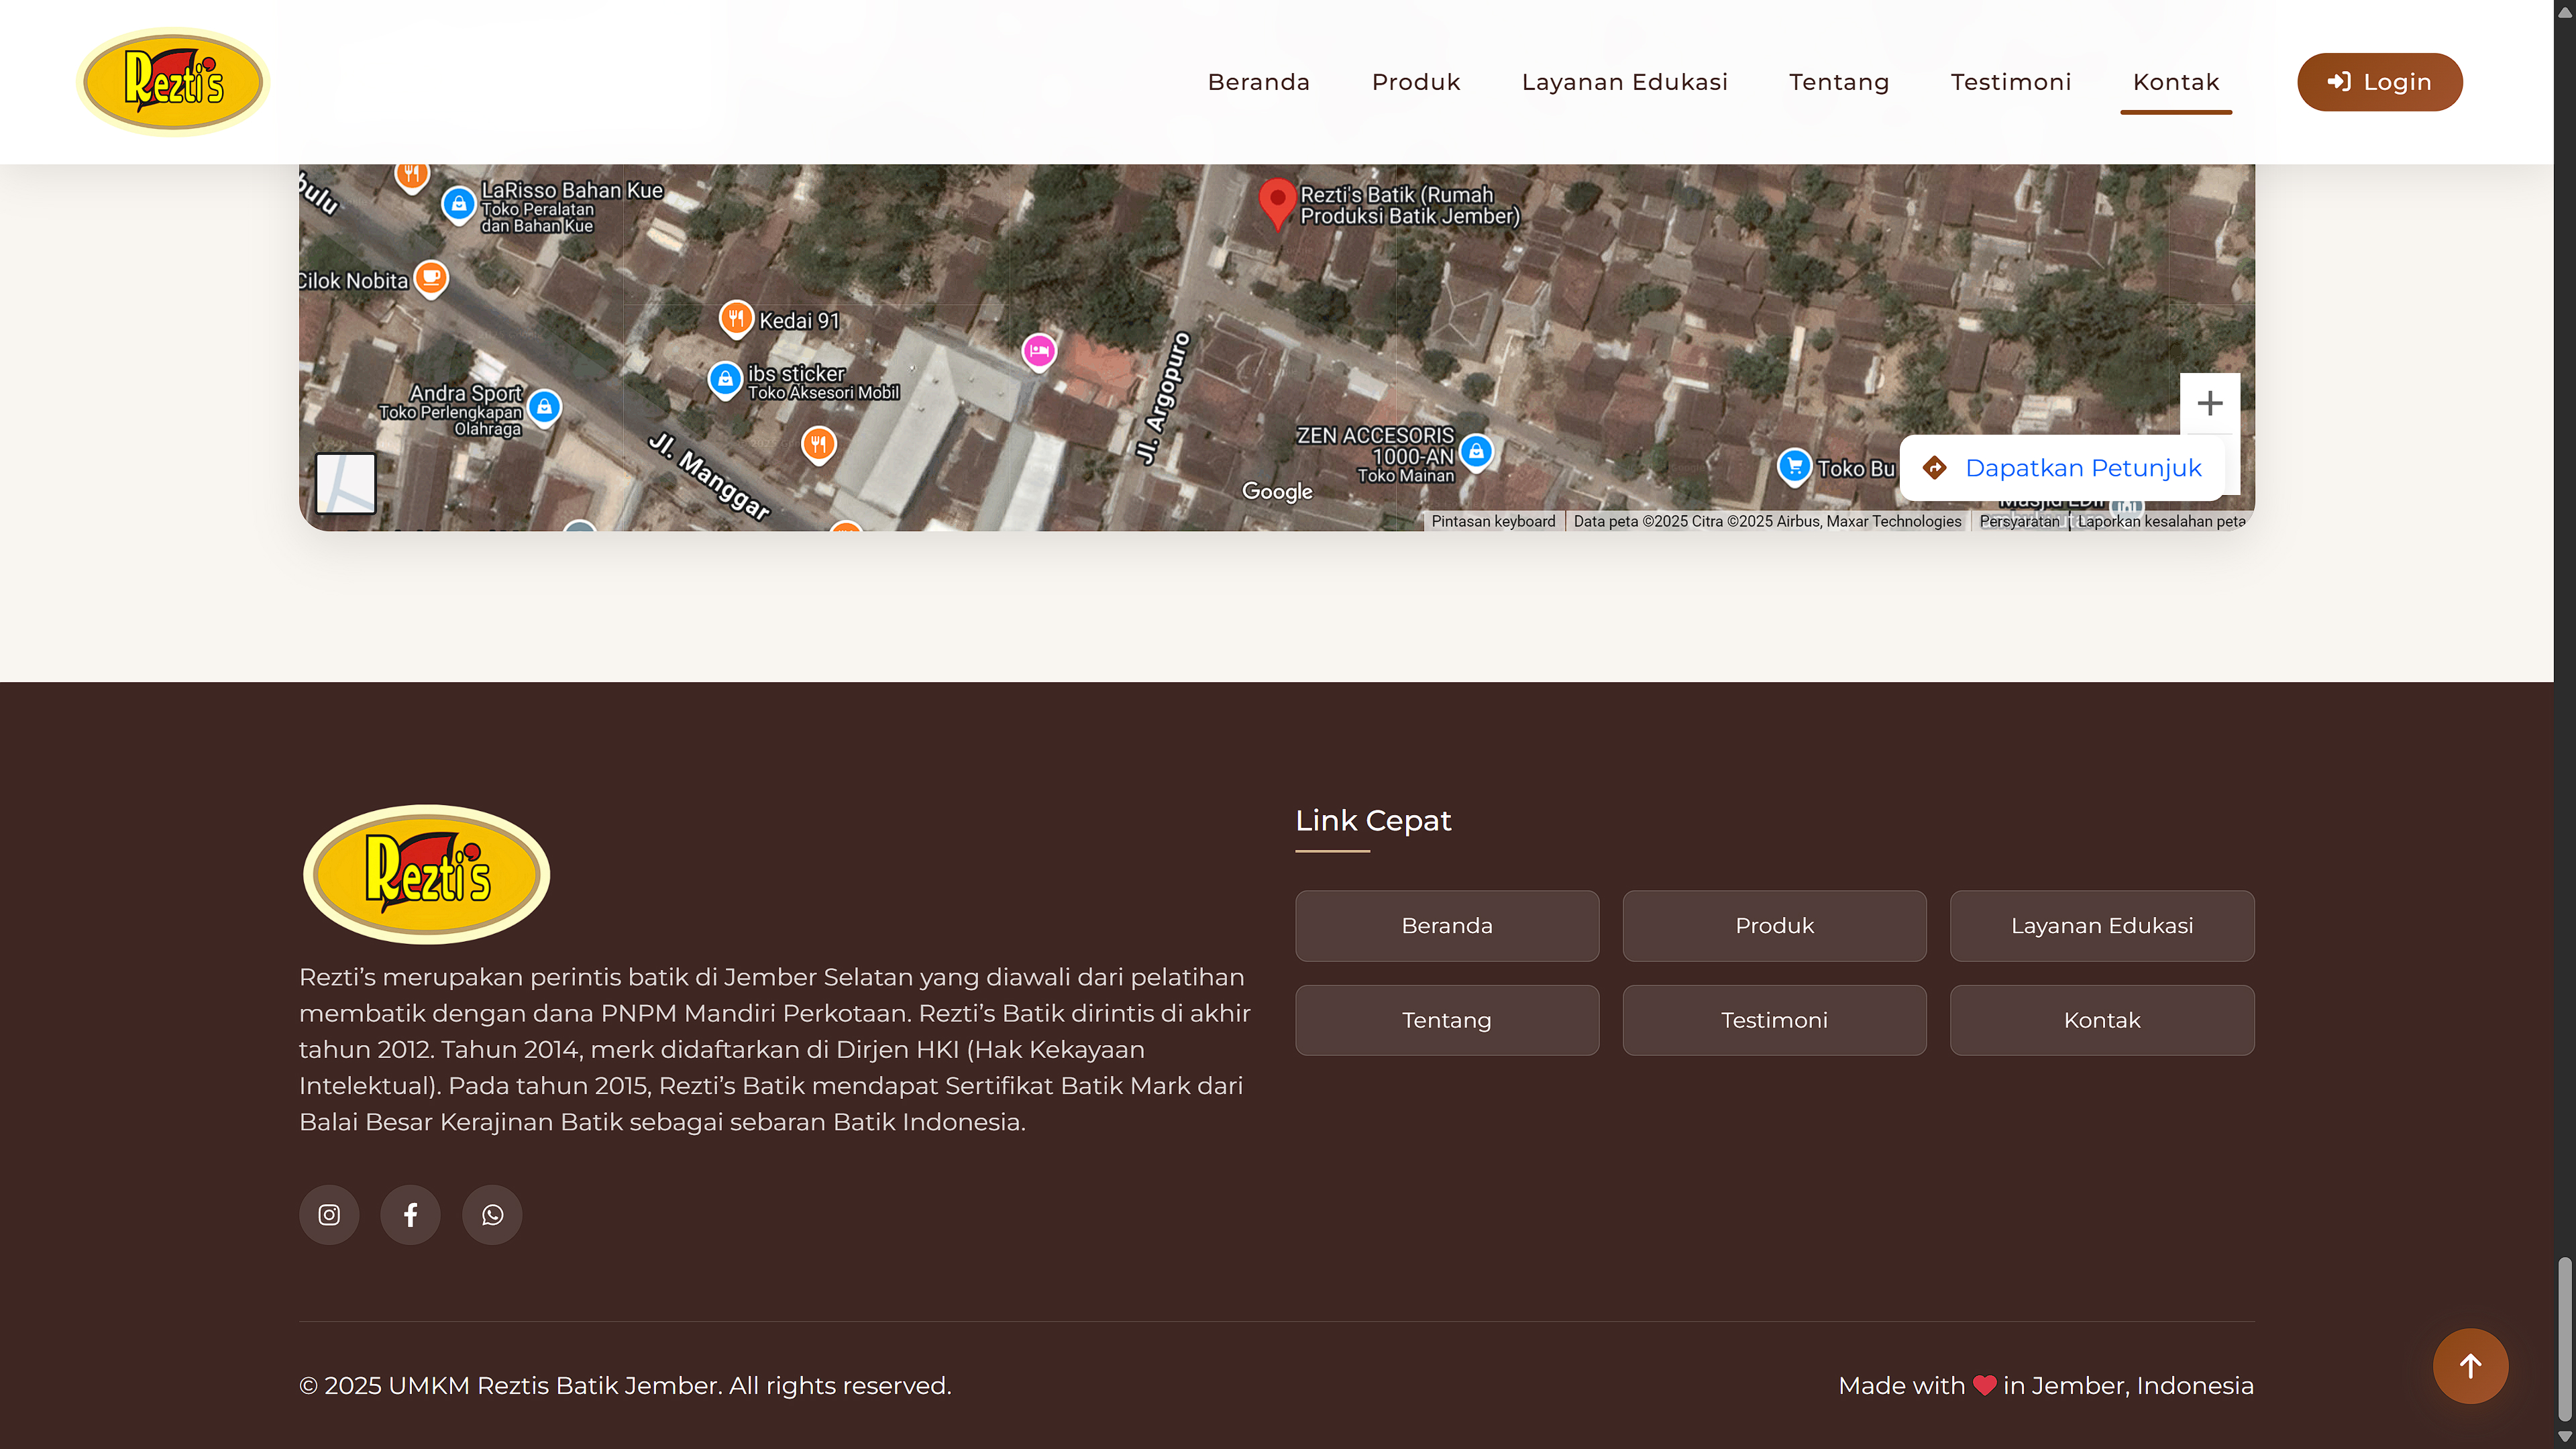 Rezti's
Beranda
Produk
Layanan Edukasi
Tentang
Testimoni
Kontak
Login
bulu
LaRisso Bahan Kue
Toko Peralatan
dan Bahan Kue
Rezti's Batik (Rumah
Produksi Batik Jember)
Cilok Nobita
Kedai 91
ibs sticker
Toko Aksesori Mobil
Andra Sport
Toko Perlengkapan
Olahraga
Jl. Manggar
Jl. Argopuro
ZEN ACCESORIS
1000-AN
Toko Mainan
Toko Bu
Dapatkan Petunjuk
Google
Pintasan keyboard
Data peta ©2025 Citra ©2025 Airbus, Maxar Technologies
Persyaratan
Laporkan kesalahan peta
Rezti's
Rezti’s merupakan perintis batik di Jember Selatan yang diawali dari pelatihan
membatik dengan dana PNPM Mandiri Perkotaan. Rezti’s Batik dirintis di akhir
tahun 2012. Tahun 2014, merk didaftarkan di Dirjen HKI (Hak Kekayaan
Intelektual). Pada tahun 2015, Rezti’s Batik mendapat Sertifikat Batik Mark dari
Balai Besar Kerajinan Batik sebagai sebaran Batik Indonesia.
Link Cepat
Beranda
Produk
Layanan Edukasi
Tentang
Testimoni
Kontak
© 2025 UMKM Reztis Batik Jember. All rights reserved.
Made with ❤ in Jember, Indonesia